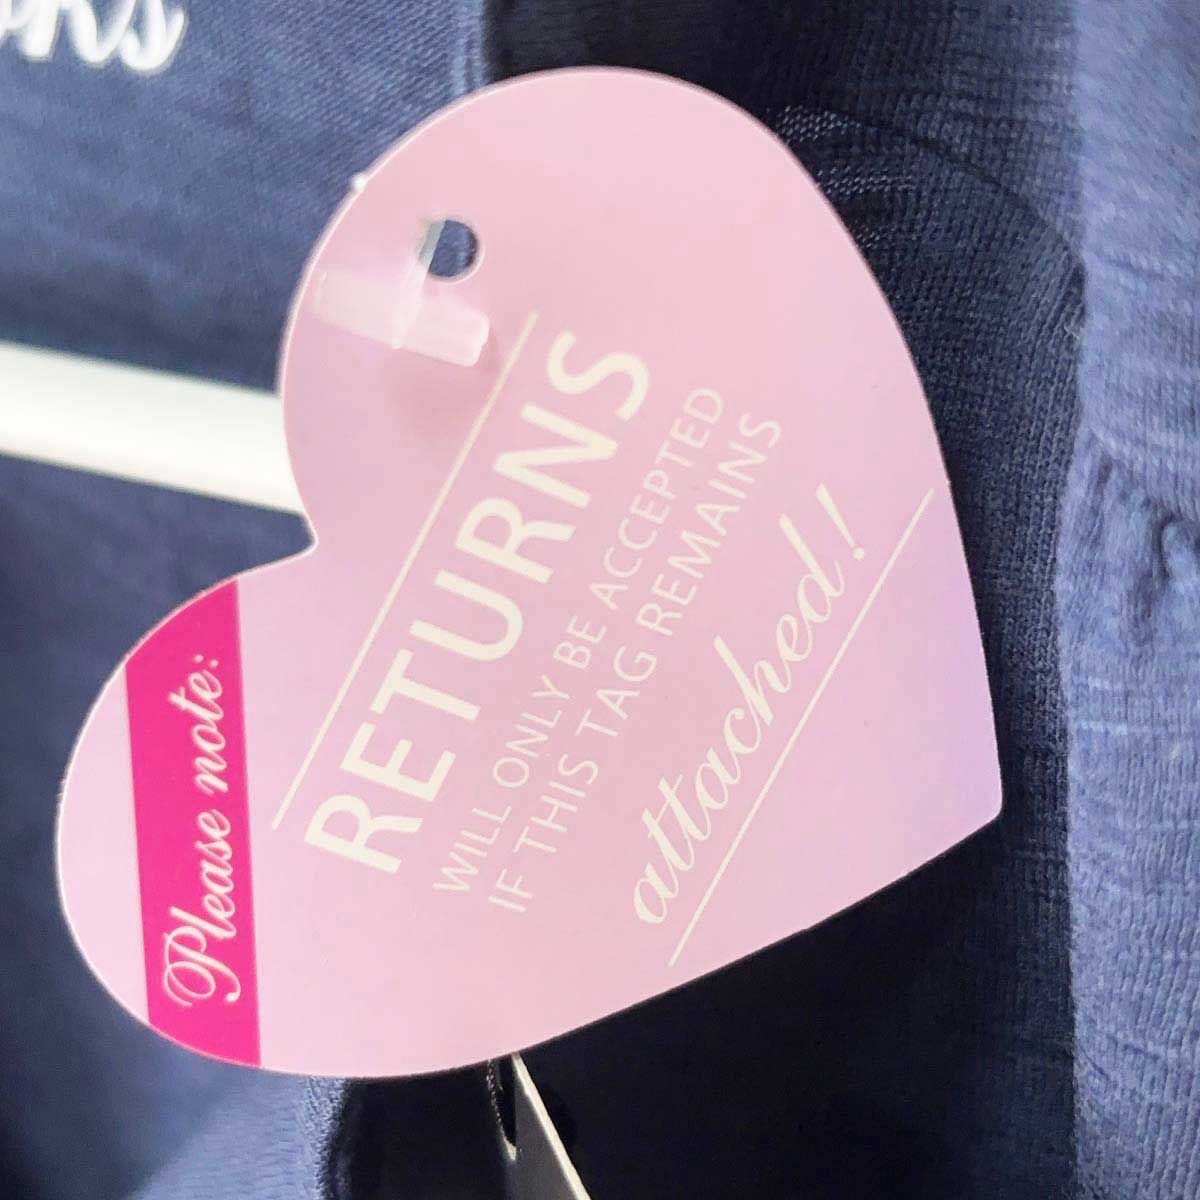 Please note:
RETURNS
WILL ONLY BE ACCEPTED
IF THIS TAG REMAINS
attached!